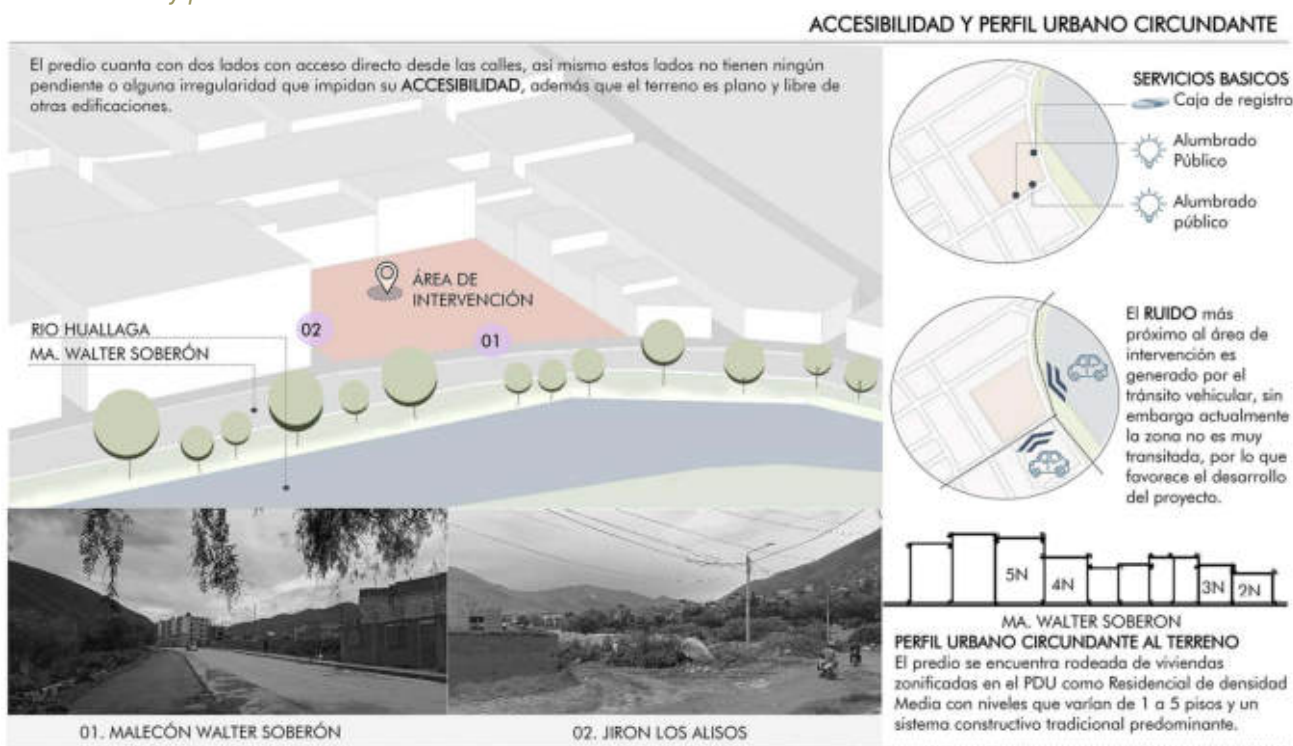 ACCESIBILIDAD Y PERFIL URBANO CIRCUNDANTE
El predio cuanta con dos lados con acceso directo desde las calles, así mismo estos lados no tienen ningún
pendiente o alguna irregularidad que impidan su ACCESIBILIDAD, además que el terreno es plano y libre de
otras edificaciones.
ÁREA DE
INTERVENCIÓN
02
01
RIO HUALLAGA
MA. WALTER SOBERÓN
01. MALECÓN WALTER SOBERÓN
02. JIRON LOS ALISOS
SERVICIOS BASICOS
Caja de registro
Alumbrado
Público
Alumbrado
público
El RUIDO más
próximo al área de
intervención es
generado por el
tránsito vehicular, sin
embarga actualmente
la zona no es muy
transitada, por lo que
favorece el desarrollo
del proyecto.
5N
4N
3N
2N
MA. WALTER SOBERON
PERFIL URBANO CIRCUNDANTE AL TERRENO
El predio se encuentra rodeada de viviendas
zonificadas en el PDU como Residencial de densidad
Media con niveles que varían de 1 a 5 pisos y un
sistema constructivo tradicional predominante.